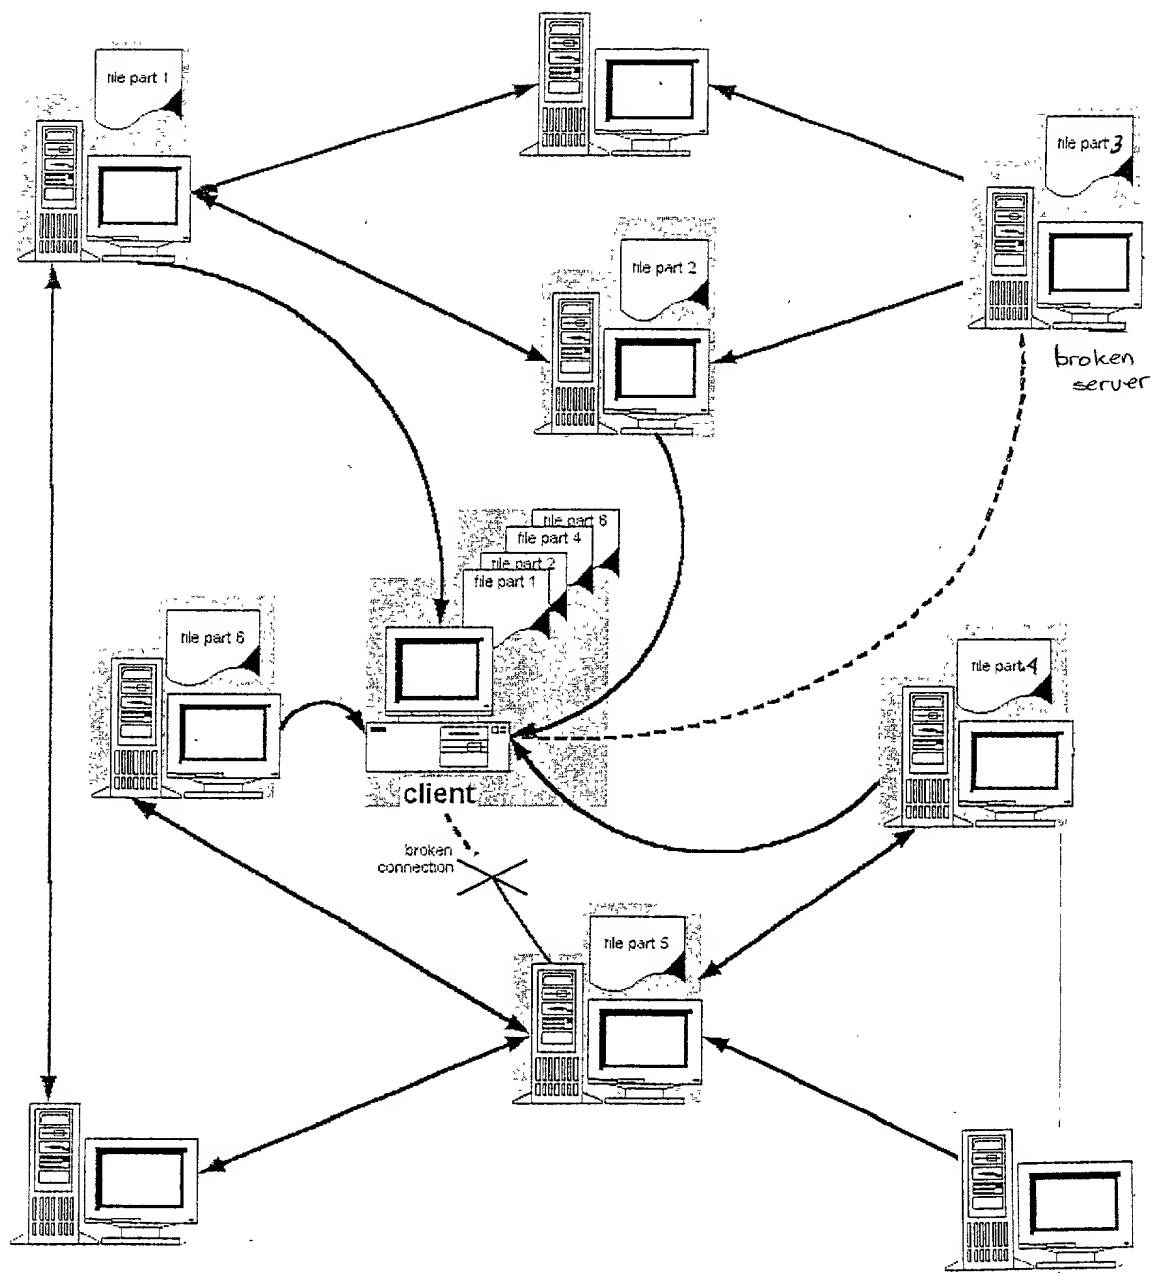 file part 1
file part 3
broken
server
file part 2
file part 6
file part 4
file part 2
file part 1
file part 6
file part 4
client
broken
connection
file part 5